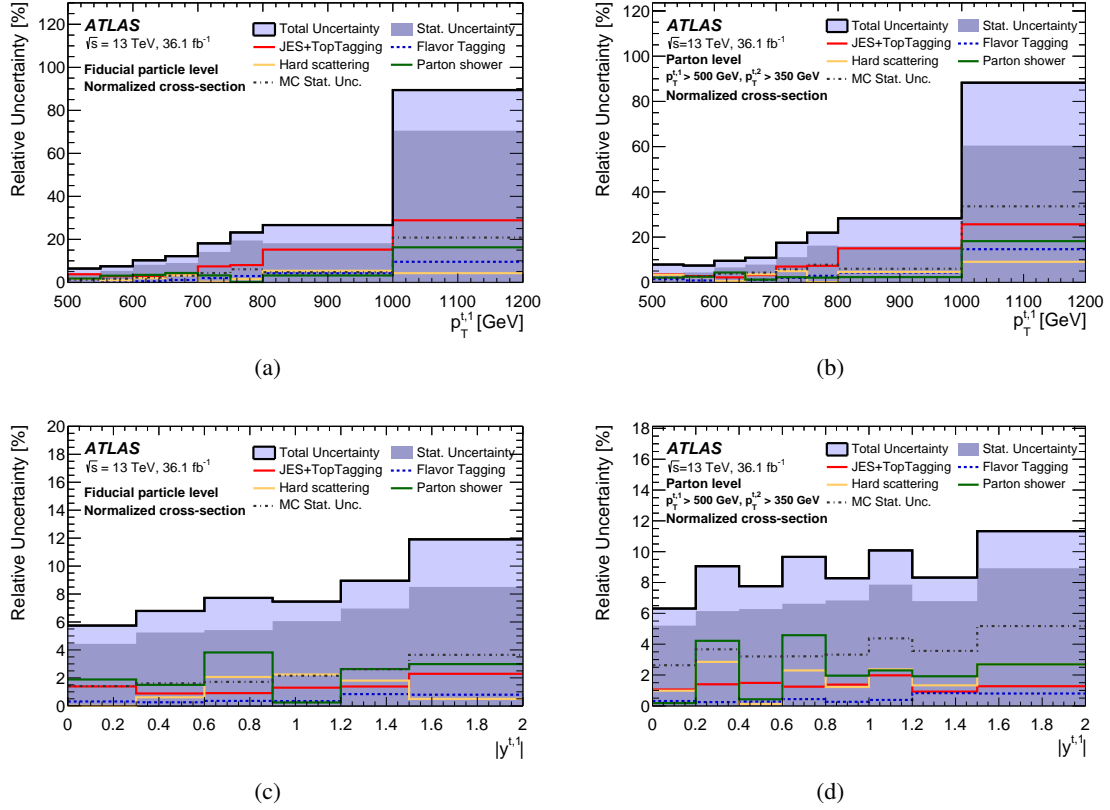 Relative Uncertainty [%]
120
100
80
60
40
20
0
ATLAS
√s = 13 TeV, 36.1 fb⁻¹
Fiducial particle level
Normalized cross-section
Total Uncertainty
Stat. Uncertainty
JES+TopTagging
Flavor Tagging
Hard scattering
Parton shower
MC Stat. Unc.
500 600 700 800 900 1000 1100 1200
p_T^{t,1} [GeV]
(a)
Relative Uncertainty [%]
120
100
80
60
40
20
0
ATLAS
√s=13 TeV, 36.1 fb⁻¹
Parton level
p_T^{t,1} > 500 GeV, p_T^{t,2} > 350 GeV
Normalized cross-section
Total Uncertainty
Stat. Uncertainty
JES+TopTagging
Flavor Tagging
Hard scattering
Parton shower
MC Stat. Unc.
500 600 700 800 900 1000 1100 1200
p_T^{t,1} [GeV]
(b)
Relative Uncertainty [%]
20
18
16
14
12
10
8
6
4
2
0
ATLAS
√s = 13 TeV, 36.1 fb⁻¹
Fiducial particle level
Normalized cross-section
Total Uncertainty
Stat. Uncertainty
JES+TopTagging
Flavor Tagging
Hard scattering
Parton shower
MC Stat. Unc.
0 0.2 0.4 0.6 0.8 1 1.2 1.4 1.6 1.8 2
|y^{t,1}|
(c)
Relative Uncertainty [%]
18
16
14
12
10
8
6
4
2
0
ATLAS
√s=13 TeV, 36.1 fb⁻¹
Parton level
p_T^{t,1} > 500 GeV, p_T^{t,2} > 350 GeV
Normalized cross-section
Total Uncertainty
Stat. Uncertainty
JES+TopTagging
Flavor Tagging
Hard scattering
Parton shower
MC Stat. Unc.
0 0.2 0.4 0.6 0.8 1 1.2 1.4 1.6 1.8 2
|y^{t,1}|
(d)